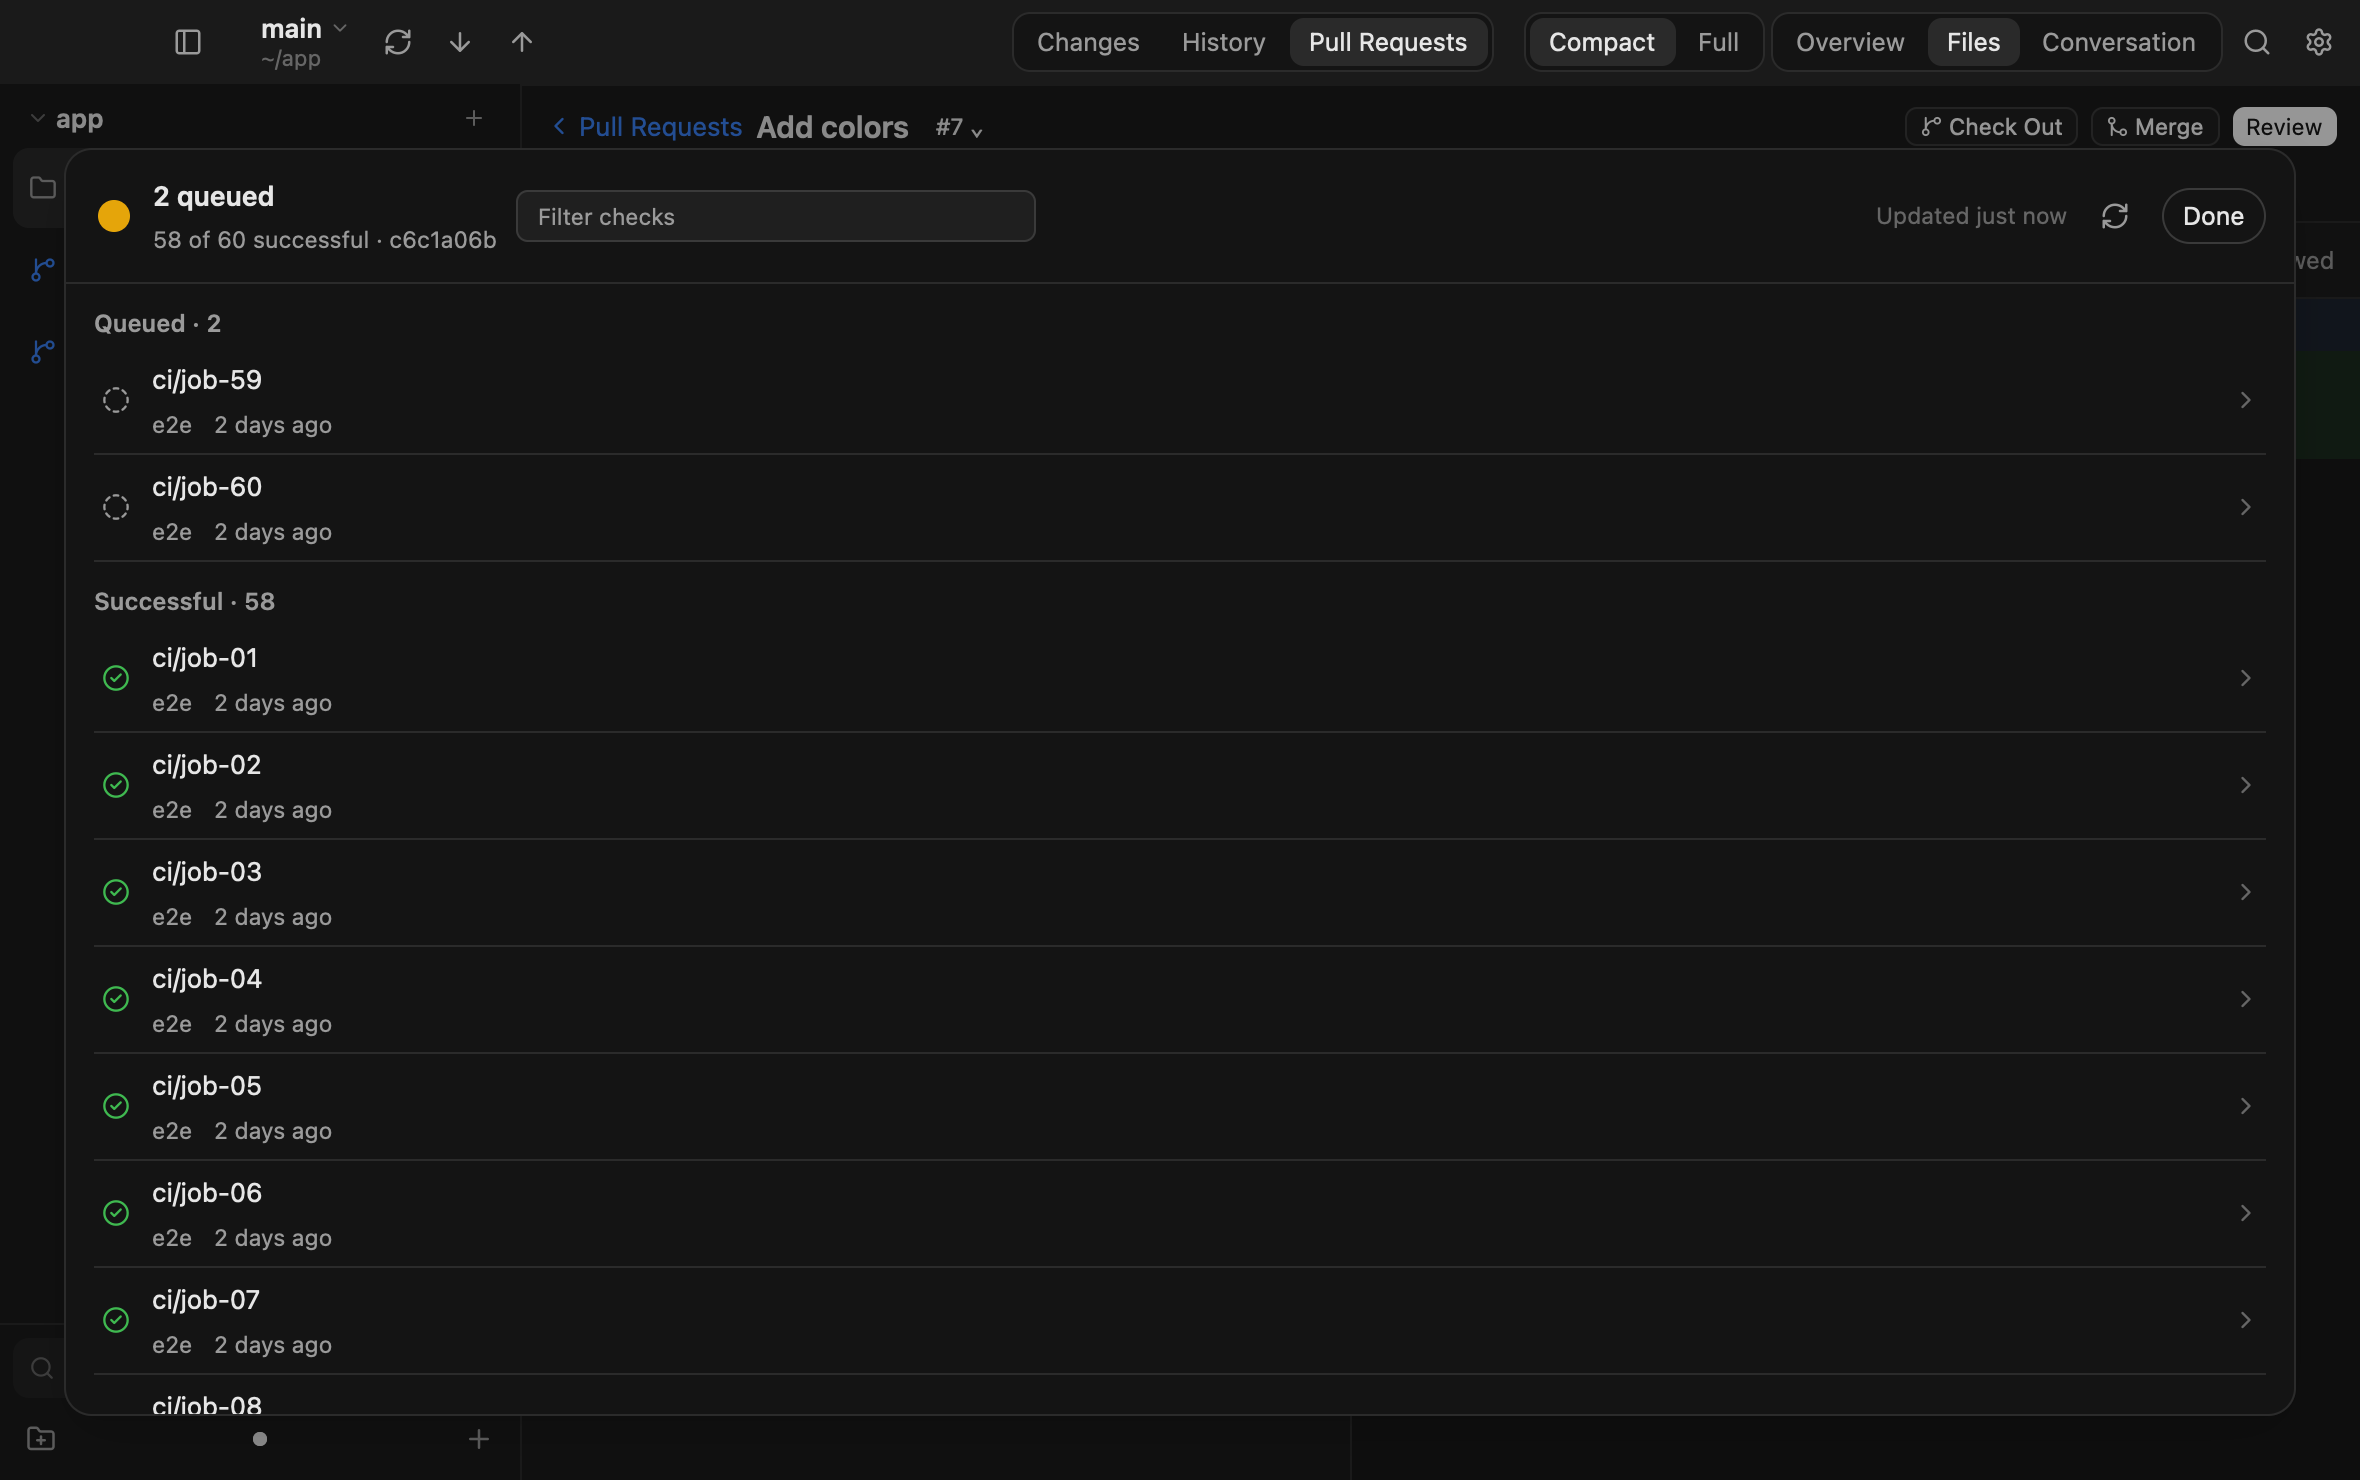 main
~/app
Changes
History
Pull Requests
Compact
Full
Overview
Files
Conversation
app
Pull Requests
Add colors
#7
Check Out
Merge
Review
2 queued
58 of 60 successful · c6c1a06b
Filter checks
Updated just now
Done
Queued · 2
ci/job-59
e2e 2 days ago
ci/job-60
e2e 2 days ago
Successful · 58
ci/job-01
e2e 2 days ago
ci/job-02
e2e 2 days ago
ci/job-03
e2e 2 days ago
ci/job-04
e2e 2 days ago
ci/job-05
e2e 2 days ago
ci/job-06
e2e 2 days ago
ci/job-07
e2e 2 days ago
ci/job-08